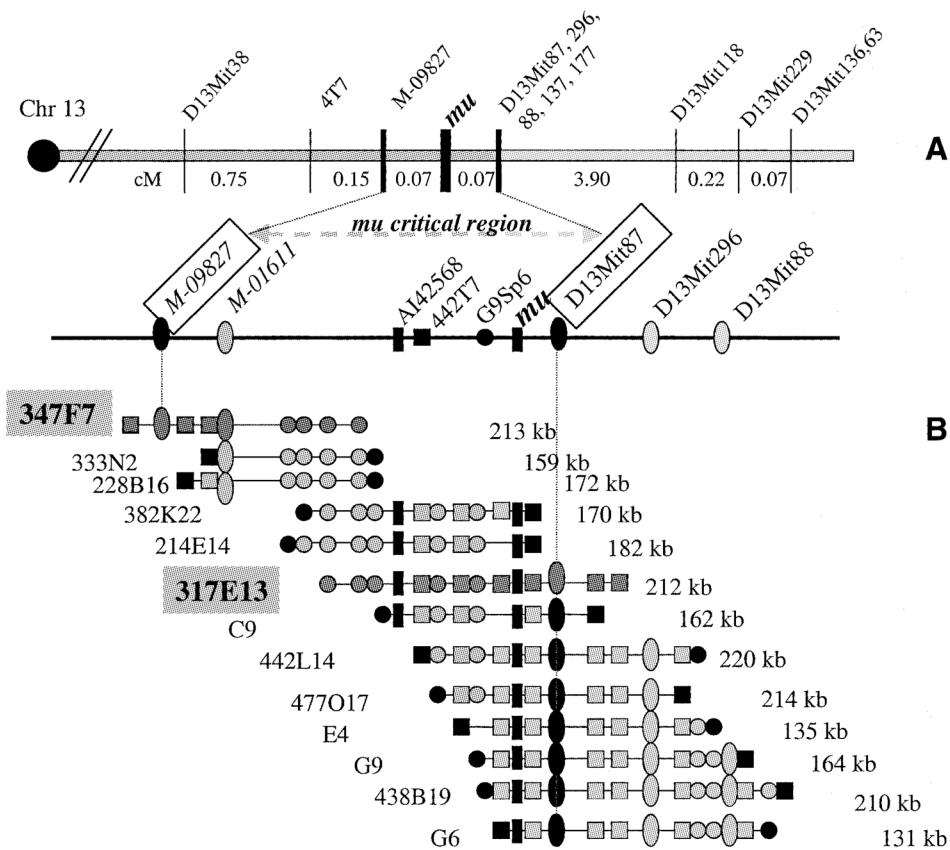 Chr 13
D13Mit38
4T7
M-09827
mu
D13Mit87, 296,
88, 137, 177
D13Mit118
D13Mit229
D13Mit136,63
A
cM 0.75 0.15 0.07 0.07 3.90 0.22 0.07
mu critical region
M-09827
M-01611
AI42568
442T7
G9Sp6
mu
D13Mit87
D13Mit296
D13Mit88
B
347F7 213 kb
333N2 159 kb
228B16 172 kb
382K22 170 kb
214E14 182 kb
317E13 212 kb
C9 162 kb
442L14 220 kb
477O17 214 kb
E4 135 kb
G9 164 kb
438B19 210 kb
G6 131 kb